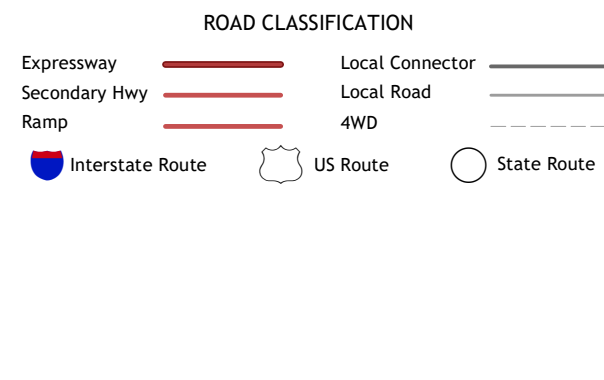 ROAD CLASSIFICATION
Expressway
Local Connector
Secondary Hwy
Local Road
Ramp
4WD
Interstate Route
US Route
State Route